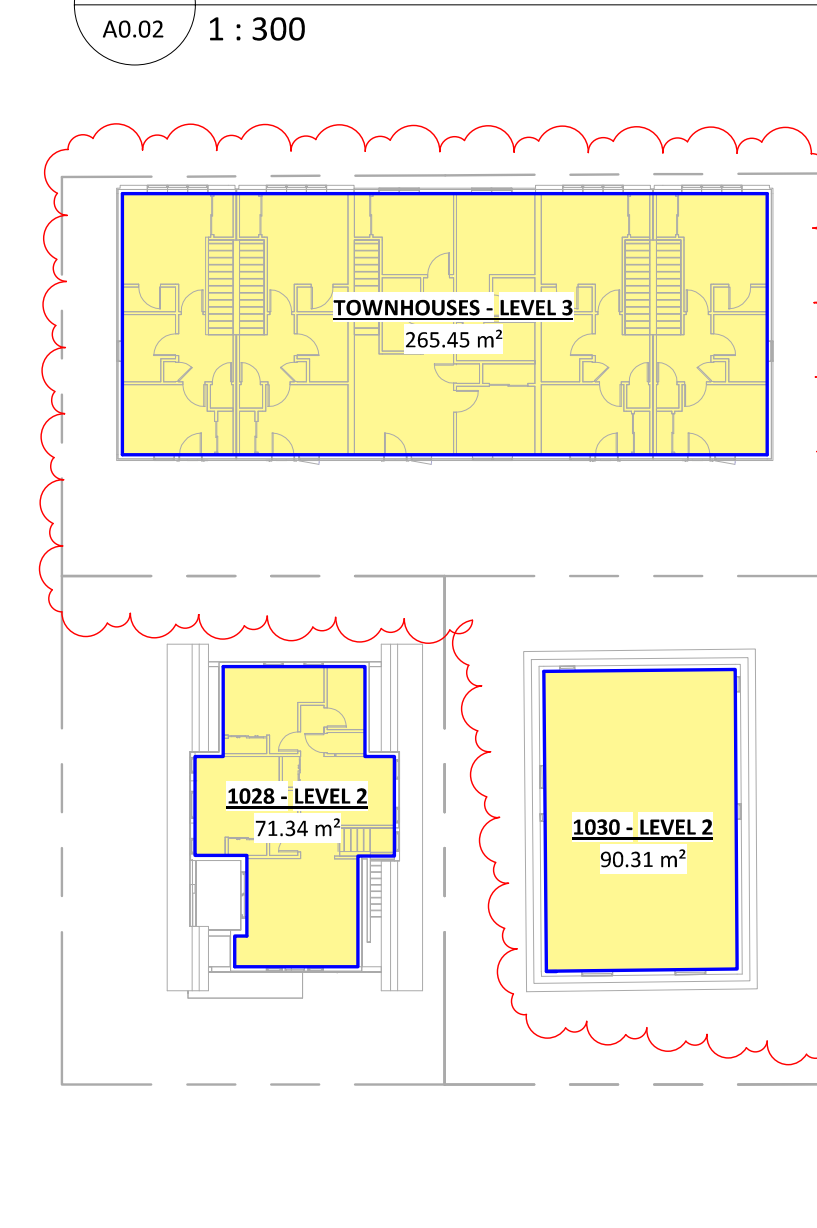 A0.02
1 : 300
TOWNHOUSES - LEVEL 3
265.45 m²
1028 - LEVEL 2
71.34 m²
1030 - LEVEL 2
90.31 m²